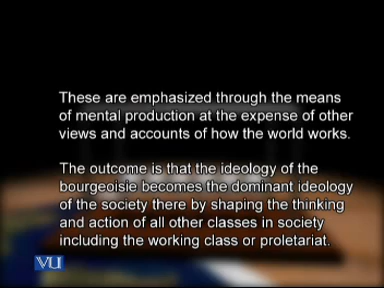 These are emphasized through the means
of mental production at the expense of other
views and accounts of how the world works.
The outcome is that the ideology of the
bourgeoisie becomes the dominant ideology
of the society there by shaping the thinking
and action of all other classes in society
including the working class or proletariat.
VU